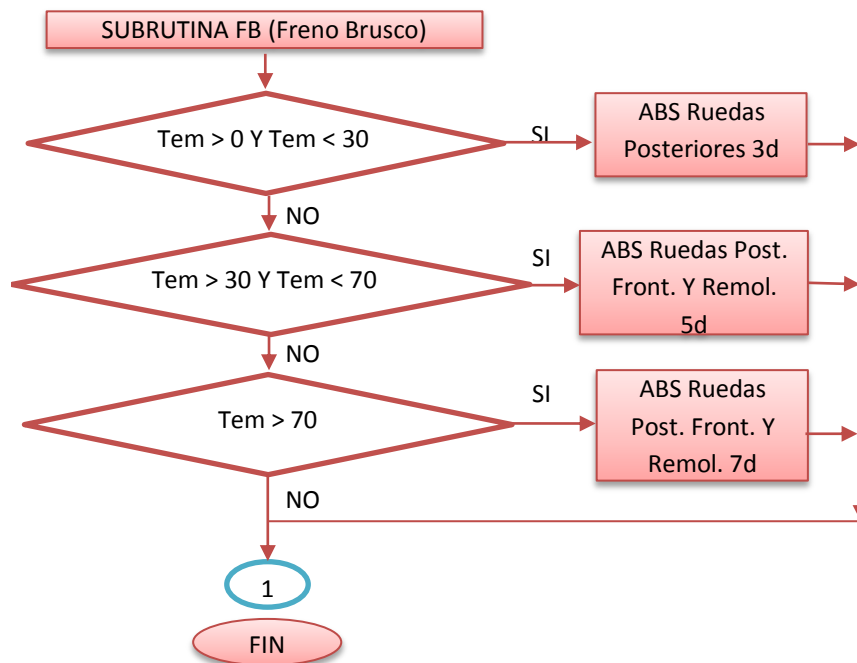 SUBRUTINA FB (Freno Brusco)
Tem > 0 Y Tem < 30
SI
ABS Ruedas
Posteriores 3d
NO
Tem > 30 Y Tem < 70
SI
ABS Ruedas Post.
Front. Y Remol.
5d
NO
Tem > 70
SI
ABS Ruedas
Post. Front. Y
Remol. 7d
NO
1
FIN